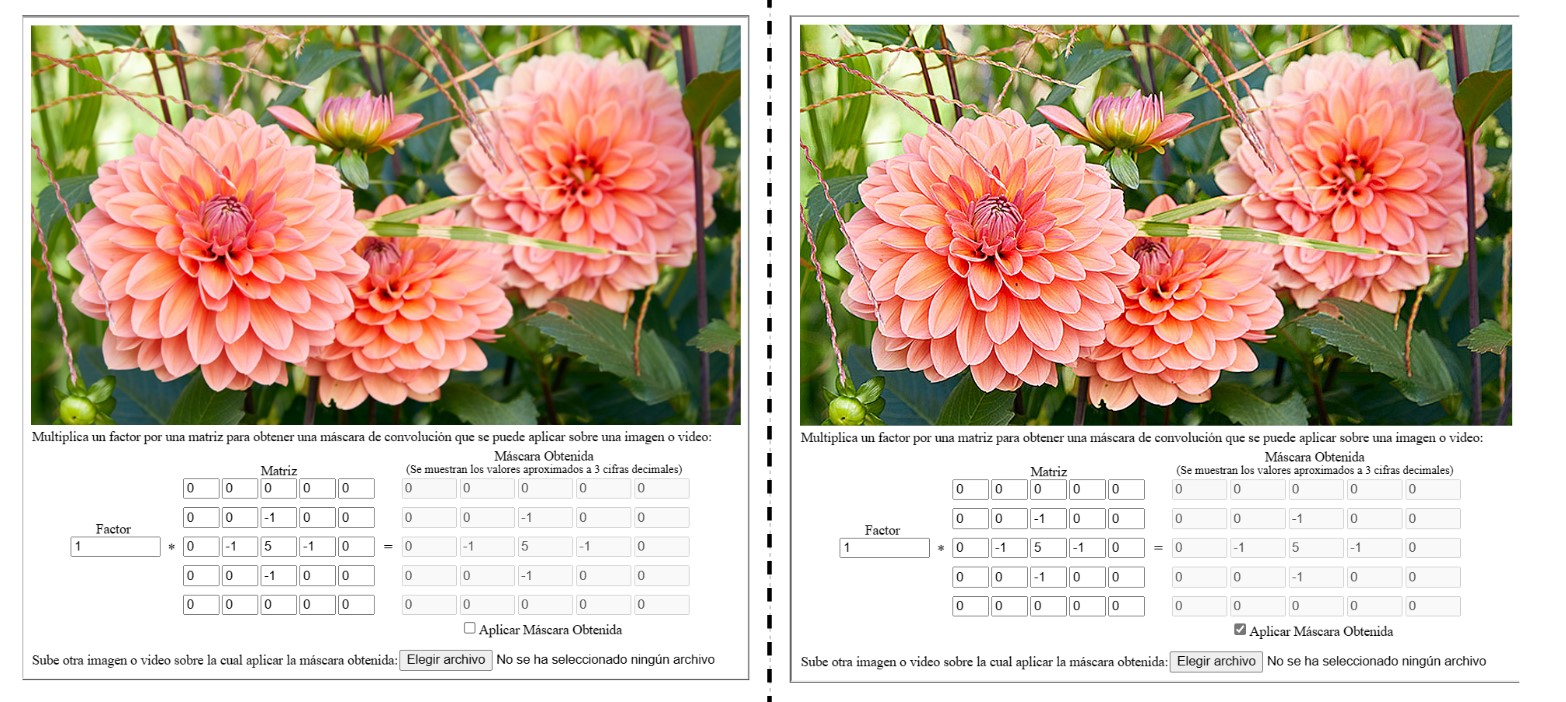 Multiplica un factor por una matriz para obtener una máscara de convolución que se puede aplicar sobre una imagen o video:
Máscara Obtenida
Matriz (Se muestran los valores aproximados a 3 cifras decimales)
0 0 0 0 0 0 0 0 0 0
0 0 -1 0 0 0 0 -1 0 0
Factor
1 * 0 -1 5 -1 0 = 0 -1 5 -1 0
0 0 -1 0 0 0 0 -1 0 0
0 0 0 0 0 0 0 0 0 0
Aplicar Máscara Obtenida
Sube otra imagen o video sobre la cual aplicar la máscara obtenida: Elegir archivo No se ha seleccionado ningún archivo
Multiplica un factor por una matriz para obtener una máscara de convolución que se puede aplicar sobre una imagen o video:
Máscara Obtenida
Matriz (Se muestran los valores aproximados a 3 cifras decimales)
0 0 0 0 0 0 0 0 0 0
0 0 -1 0 0 0 0 -1 0 0
Factor
1 * 0 -1 5 -1 0 = 0 -1 5 -1 0
0 0 -1 0 0 0 0 -1 0 0
0 0 0 0 0 0 0 0 0 0
Aplicar Máscara Obtenida
Sube otra imagen o video sobre la cual aplicar la máscara obtenida: Elegir archivo No se ha seleccionado ningún archivo